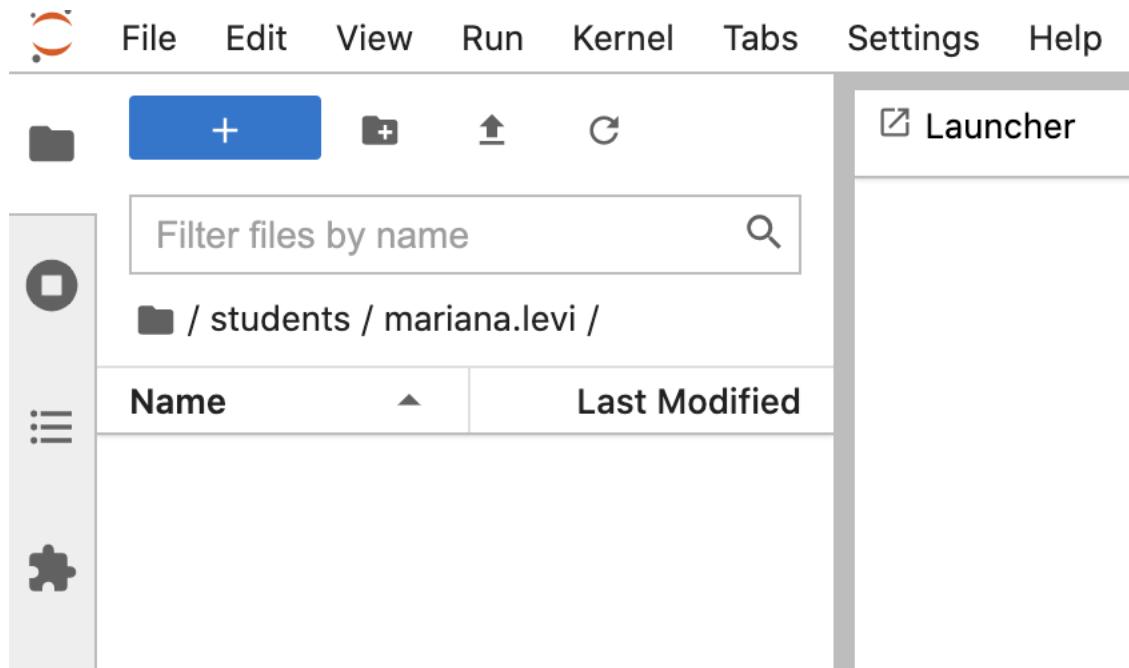 File Edit View Run Kernel Tabs Settings Help
+
Launcher
Filter files by name
/ students / mariana.levi /
Name Last Modified